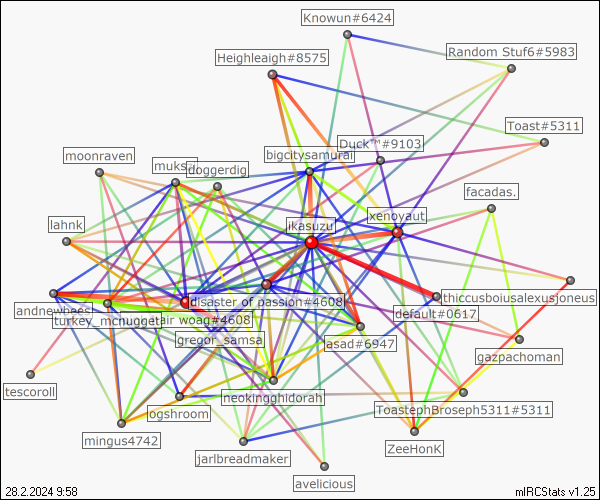 Knowun#6424
Random Stuf6#5983
Heighleaigh#8575
Toast#5311
Duck™#9103
moonraven
bigcitysamurai
muks
doggerdig
facadas.
xenoyaut
ikasuzu
lahnk
thiccusboiusalexusjoneus
disaster of passion#4608
andnewbees
default#0617
turkey_mcnugget
air woag#4608
gregor_samsa
asad#6947
gazpachoman
tescoroll
neokingghidorah
ogshroom
ToastephBroseph5311#5311
mingus4742
ZeeHonK
jarlbreadmaker
avelicious
28.2.2024 9:58
mIRCStats v1.25